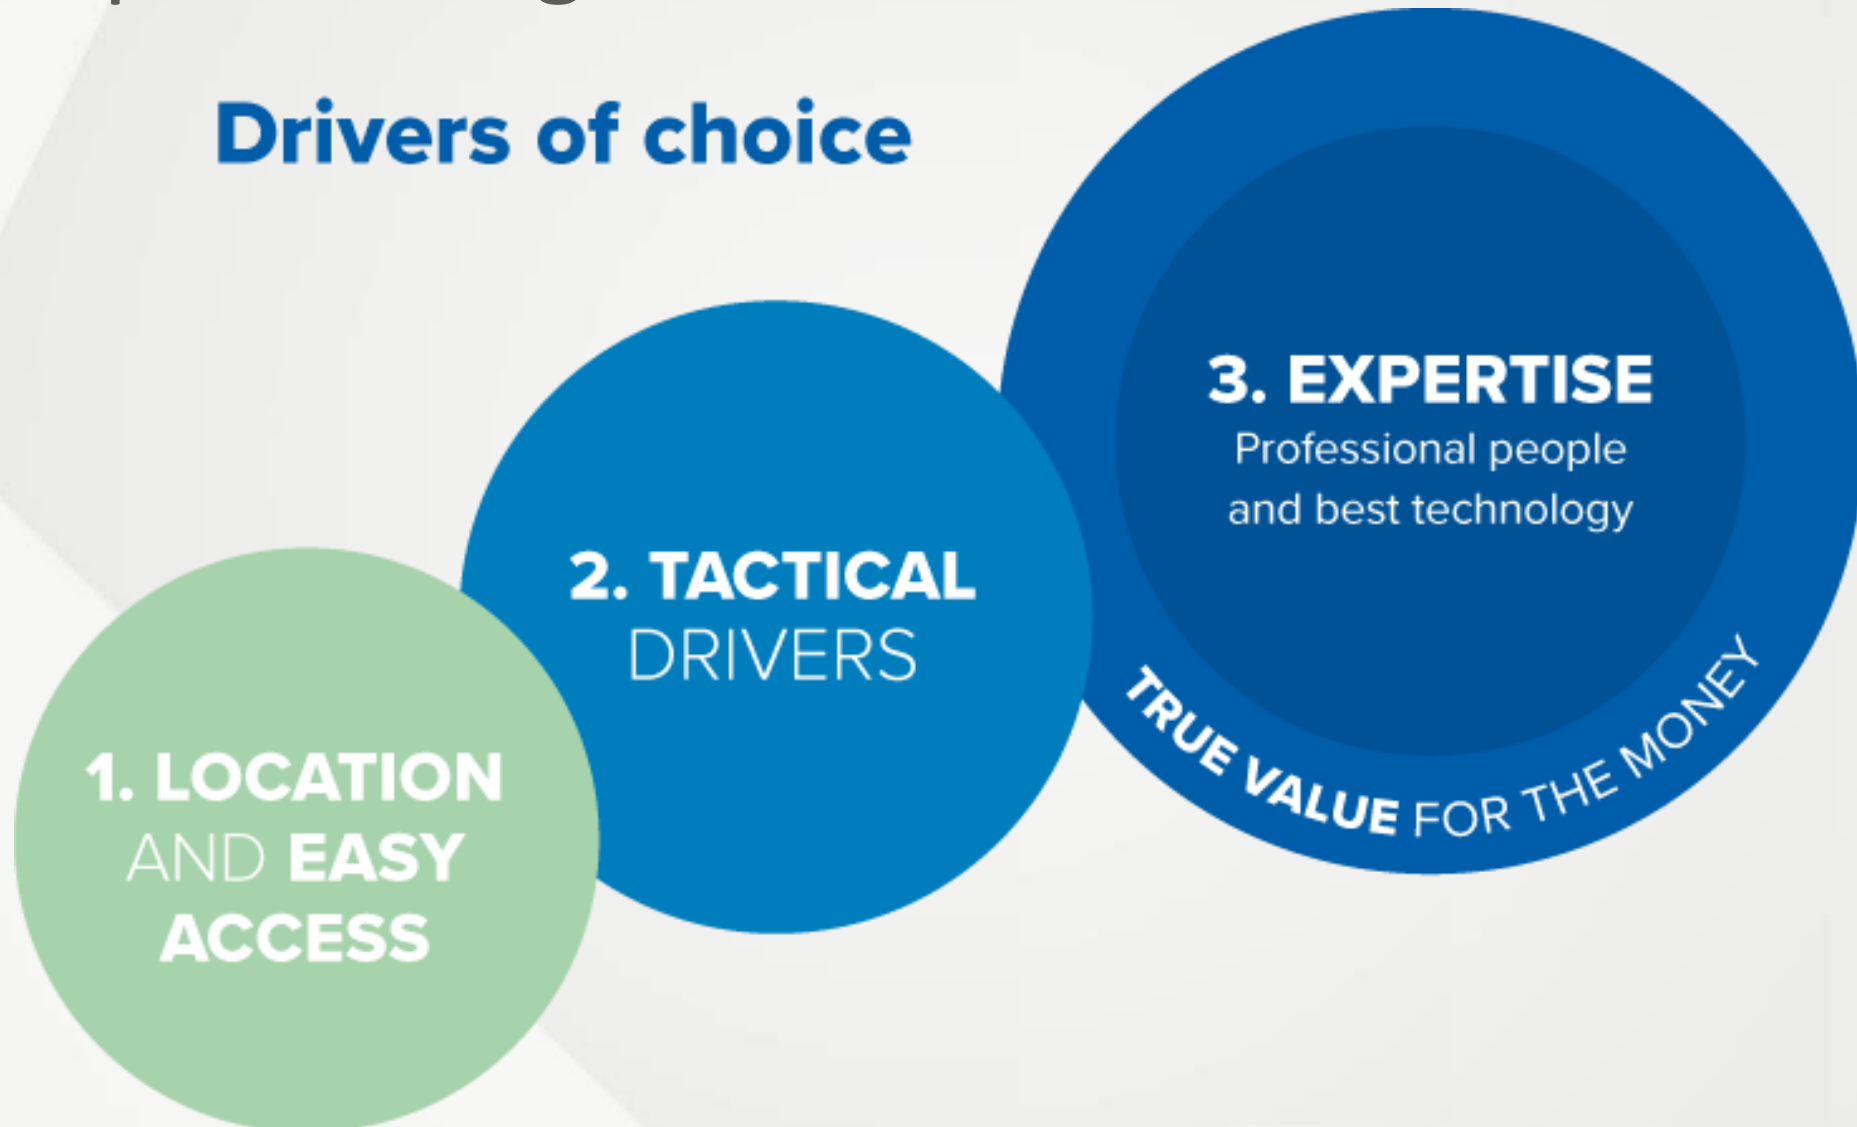 Drivers of choice
1. LOCATION
AND EASY
ACCESS
2. TACTICAL
DRIVERS
3. EXPERTISE
Professional people
and best technology
TRUE VALUE FOR THE MONEY